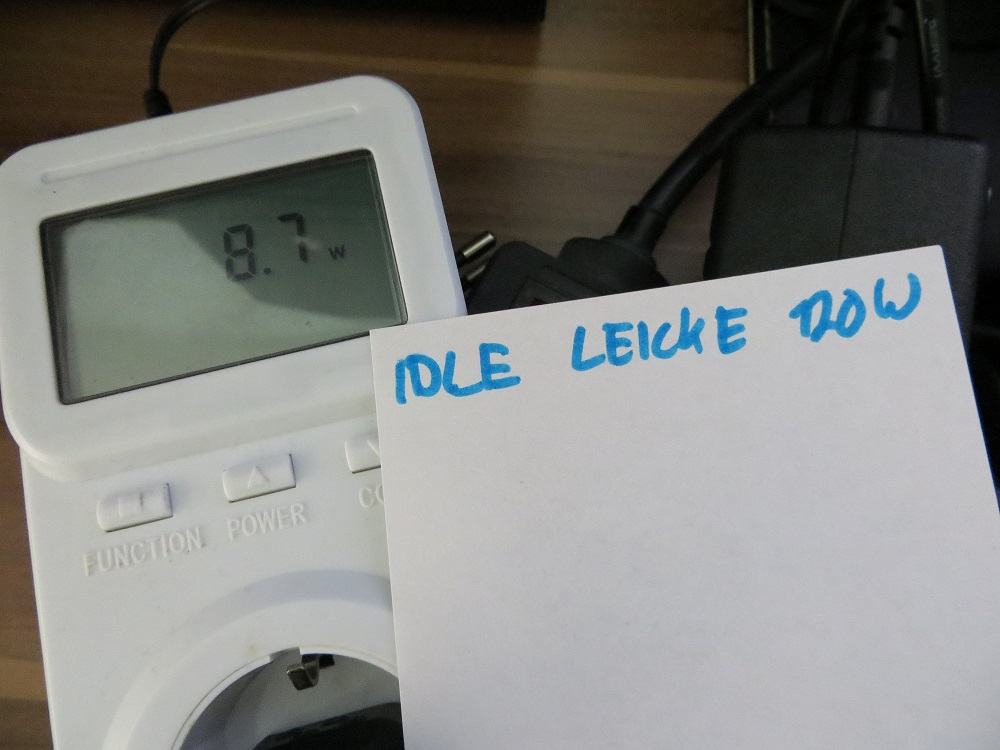 8.7 W
IDLE LEICKE 120W
FUNCTION POWER